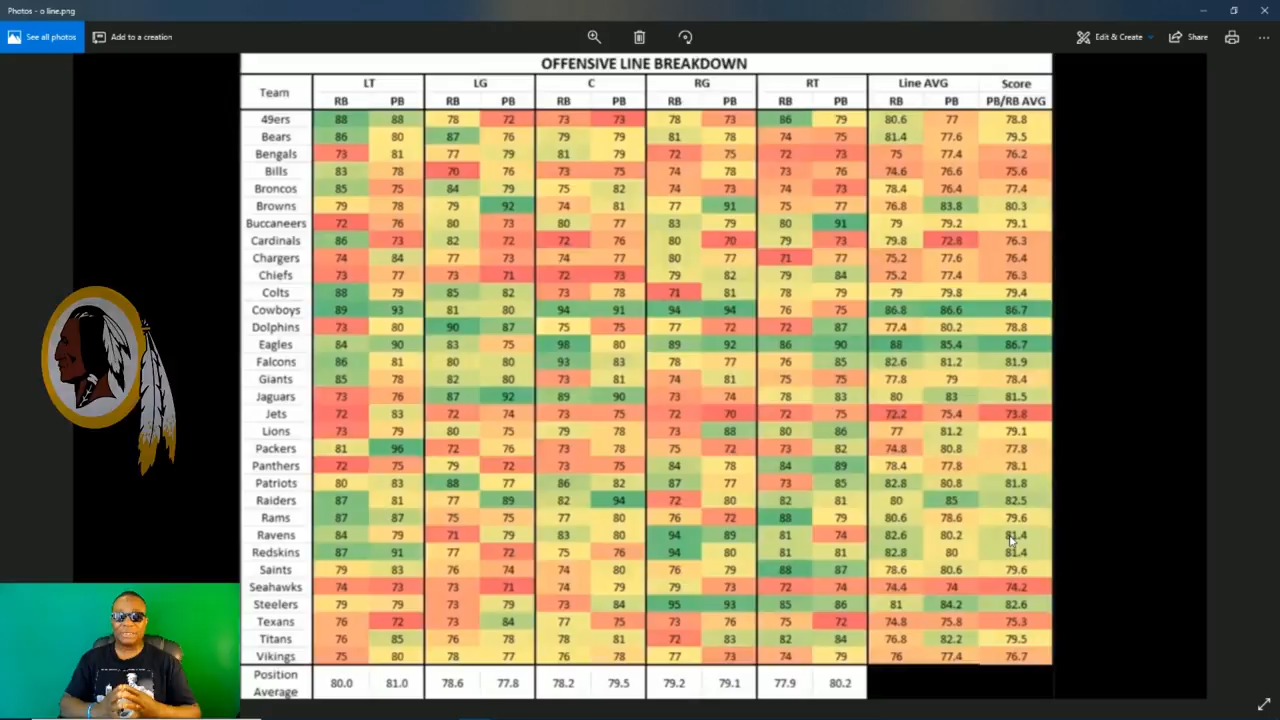 Photos - o line.png
See all photos
Add to a creation
Edit & Create
Share
OFFENSIVE LINE BREAKDOWN
Team LT LG C RG RT Line AVG Score
RB PB RB PB RB PB RB PB RB PB RB PB PB/RB AVG
49ers 88 88 78 72 73 73 78 73 86 79 80.6 77 78.8
Bears 86 80 87 76 79 79 81 78 74 75 81.4 77.6 79.5
Bengals 73 81 77 79 81 79 72 75 72 73 75 77.4 76.2
Bills 83 78 70 76 73 75 74 78 73 76 74.6 76.6 75.6
Broncos 85 75 84 79 75 82 74 73 74 73 78.4 76.4 77.4
Browns 79 78 79 92 74 81 77 91 75 77 76.8 83.8 80.3
Buccaneers 72 76 80 73 80 77 83 79 80 91 79 79.2 79.1
Cardinals 86 73 82 72 72 76 80 70 79 73 79.8 72.8 76.3
Chargers 74 84 77 73 74 77 80 77 71 77 75.2 77.6 76.4
Chiefs 73 77 73 71 72 73 79 82 79 84 75.2 77.4 76.3
Colts 88 79 85 82 73 78 71 81 78 79 79 79.8 79.4
Cowboys 89 93 81 80 94 91 94 94 76 75 86.8 86.6 86.7
Dolphins 73 80 90 87 75 75 77 72 72 87 77.4 80.2 78.8
Eagles 84 90 83 75 98 80 89 92 86 90 88 85.4 86.7
Falcons 86 81 80 80 93 83 78 77 76 85 82.6 81.2 81.9
Giants 85 78 82 80 73 81 74 81 75 75 77.8 79 78.4
Jaguars 73 76 87 92 89 90 73 74 78 83 80 83 81.5
Jets 72 83 72 74 73 75 72 70 72 75 72.2 75.4 73.8
Lions 73 79 80 75 79 78 73 88 80 86 77 81.2 79.1
Packers 81 96 72 76 73 78 75 72 73 82 74.8 80.8 77.8
Panthers 72 75 79 72 73 75 84 78 84 89 78.4 77.8 78.1
Patriots 80 83 88 77 86 82 87 77 73 85 82.8 80.8 81.8
Raiders 87 81 77 89 82 94 72 80 82 81 80 85 82.5
Rams 87 87 75 75 77 80 76 72 88 79 80.6 78.6 79.6
Ravens 84 79 71 79 83 80 94 89 81 74 82.6 80.2 81.4
Redskins 87 91 77 72 75 76 94 80 81 81 82.8 80 81.4
Saints 79 83 76 74 74 80 76 79 88 87 78.6 80.6 79.6
Seahawks 74 73 73 71 74 79 79 73 72 74 74.4 74 74.2
Steelers 79 79 73 79 73 84 95 93 85 86 81 84.2 82.6
Texans 76 72 73 84 77 75 73 76 75 72 74.8 75.8 75.3
Titans 76 85 76 78 78 81 72 83 82 84 76.8 82.2 79.5
Vikings 75 80 78 77 76 78 77 73 74 79 76 77.4 76.7
Position Average 80.0 81.0 78.6 77.8 78.2 79.5 79.2 79.1 77.9 80.2